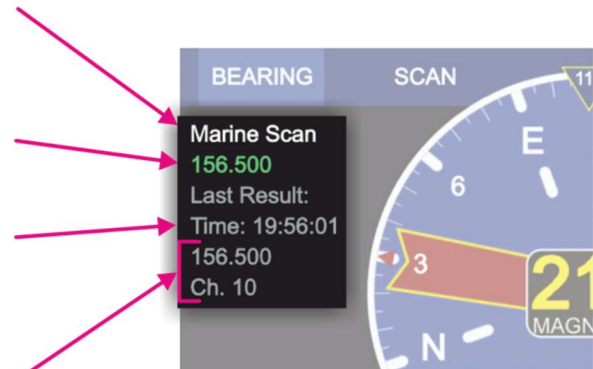 BEARING SCAN
Marine Scan
156.500
Last Result:
Time: 19:56:01
156.500
Ch. 10
11
E
6
3
21
MAGN
N